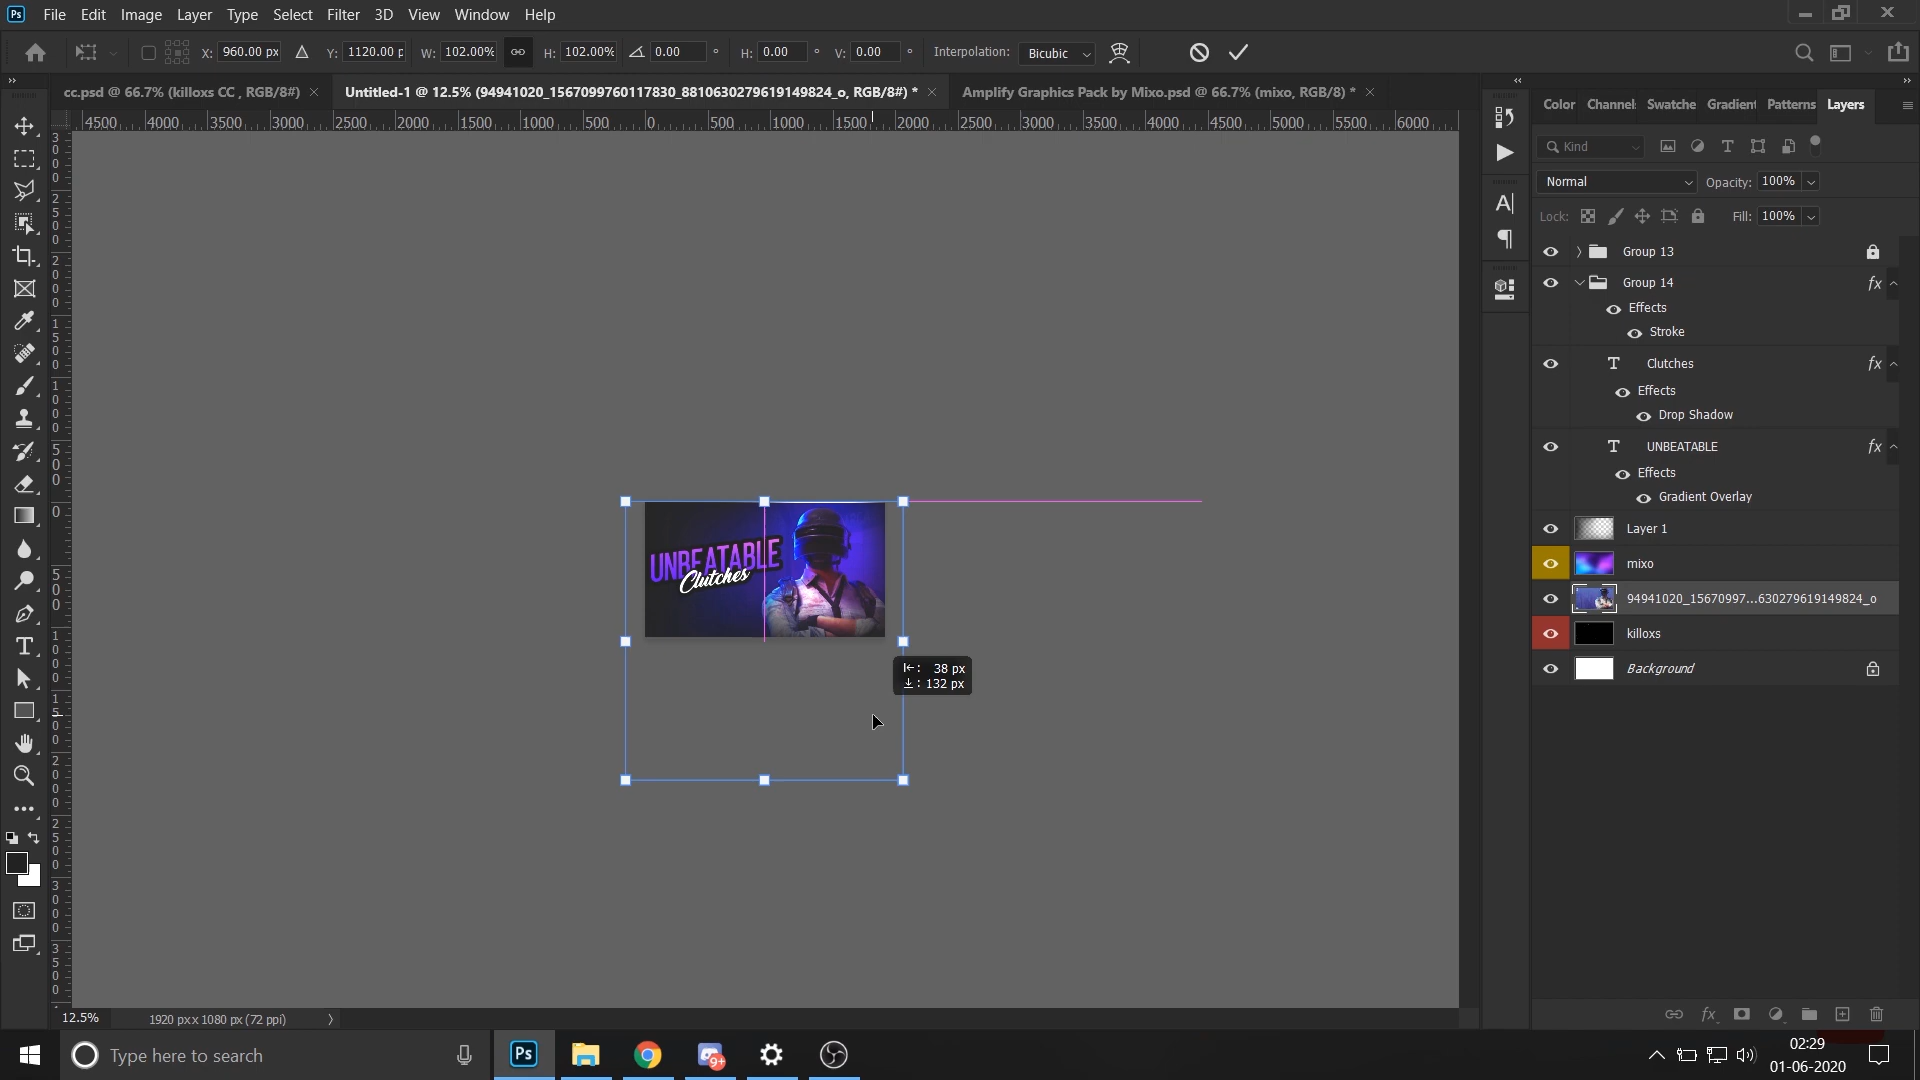 Ps File Edit Image Layer Type Select Filter 3D View Window Help
X: 960.00 px Y: 1120.00 p W: 102.00% H: 102.00% 0.00 ° H: 0.00 ° V: 0.00 ° Interpolation: Bicubic
cc.psd @ 66.7% (killoxs CC , RGB/8#) × Untitled-1 @ 12.5% (94941020_1567099760117830_8810630279619149824_o, RGB/8#) * × Amplify Graphics Pack by Mixo.psd @ 66.7% (mixo, RGB/8) * ×
Color Channel Swatche Gradient Patterns Layers
4500 4000 3500 3000 2500 2000 1500 1000 500 0 500 1000 1500 2000 2500 3000 3500 4000 4500 5000 5500 6000
Kind
Normal Opacity: 100%
Lock: Fill: 100%
Group 13
Group 14 fx
Effects
Stroke
Clutches fx
Effects
Drop Shadow
UNBEATABLE fx
Effects
Gradient Overlay
Layer 1
mixo
94941020_15670997...630279619149824_o
killoxs
Background
UNBEATABLE
Clutches
38 px
132 px
12.5% 1920 px x 1080 px (72 ppi)
Type here to search
Ps
9+
02:29
01-06-2020